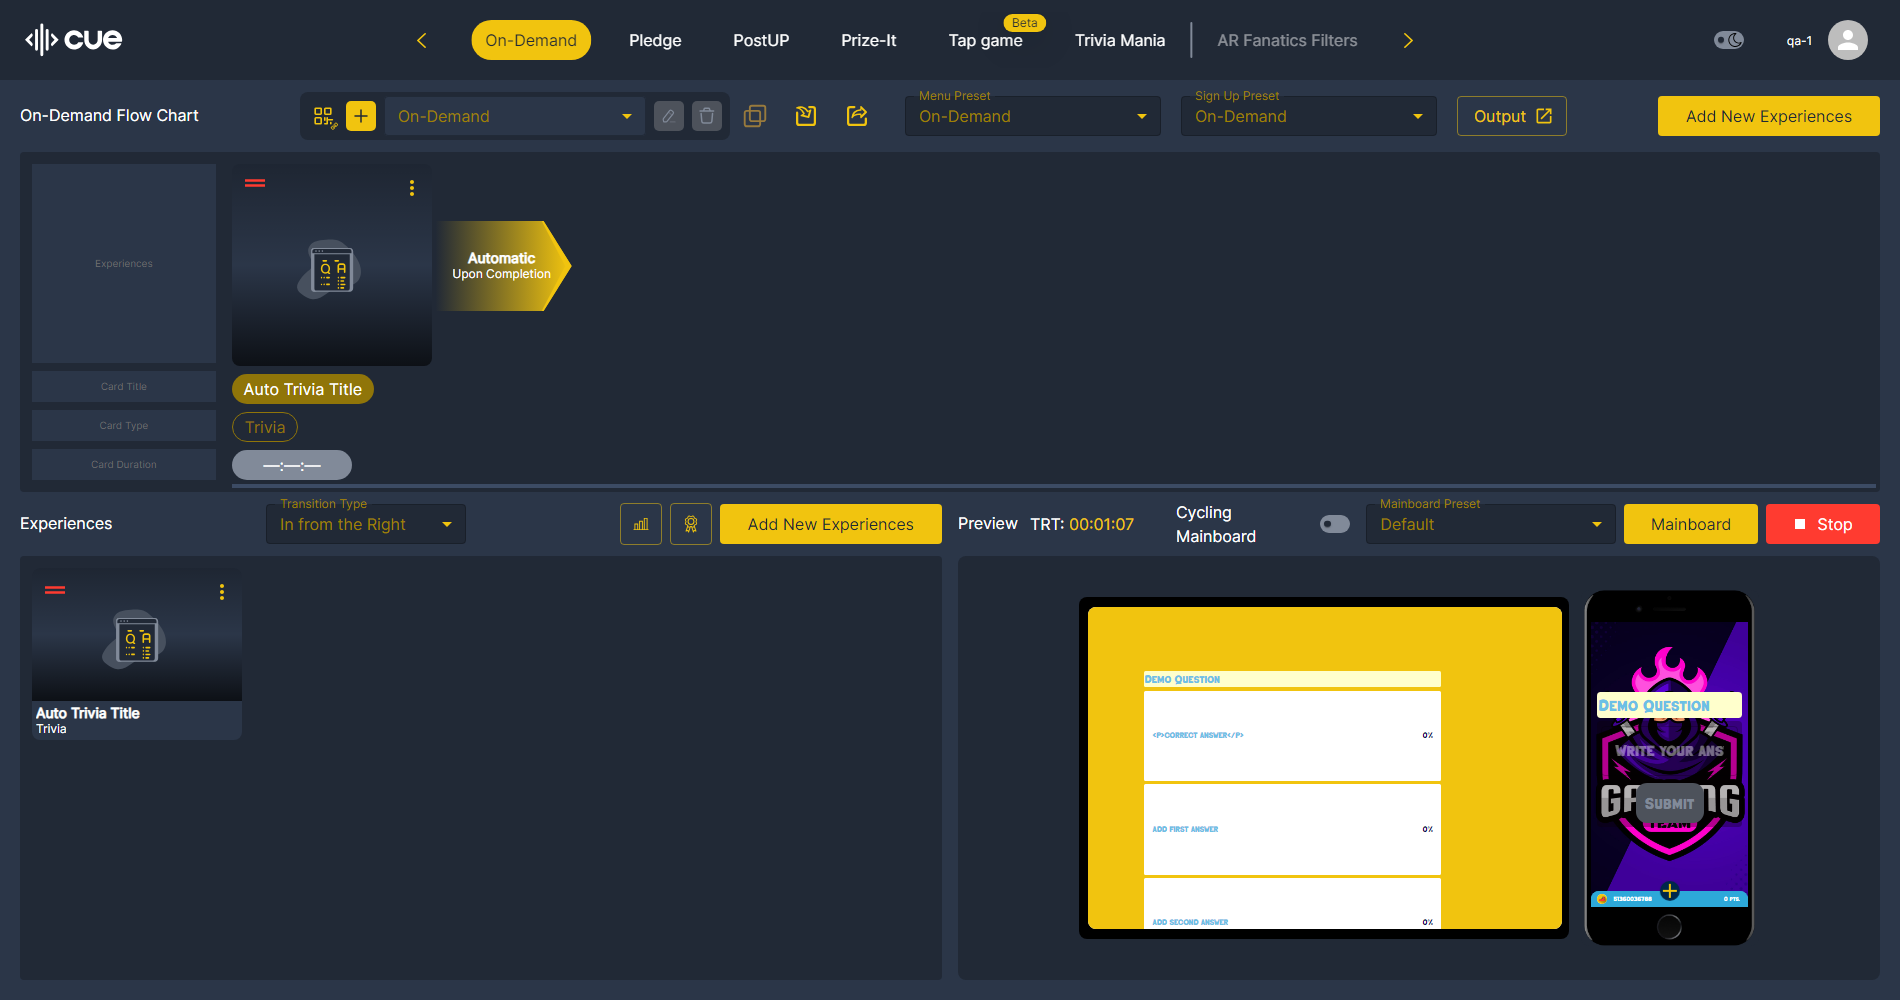 cue
On-Demand
Pledge
PostUP
Prize-It
Tap game
Beta
Trivia Mania
AR Fanatics Filters
qa-1
On-Demand Flow Chart
On-Demand
Menu Preset
On-Demand
Sign Up Preset
On-Demand
Output
Add New Experiences
Experiences
Automatic
Upon Completion
Card Title
Auto Trivia Title
Card Type
Trivia
Card Duration
—:—:—
Experiences
Transition Type
In from the Right
Add New Experiences
Preview
TRT: 00:01:07
Cycling
Mainboard
Mainboard Preset
Default
Mainboard
Stop
Auto Trivia Title
Trivia
Demo Question
<P>CORRECT ANSWER</P>
0%
ADD FIRST ANSWER
0%
ADD SECOND ANSWER
0%
Demo Question
WRITE YOUR ANS
SUBMIT
TEAM
51360036788
0 PTS.